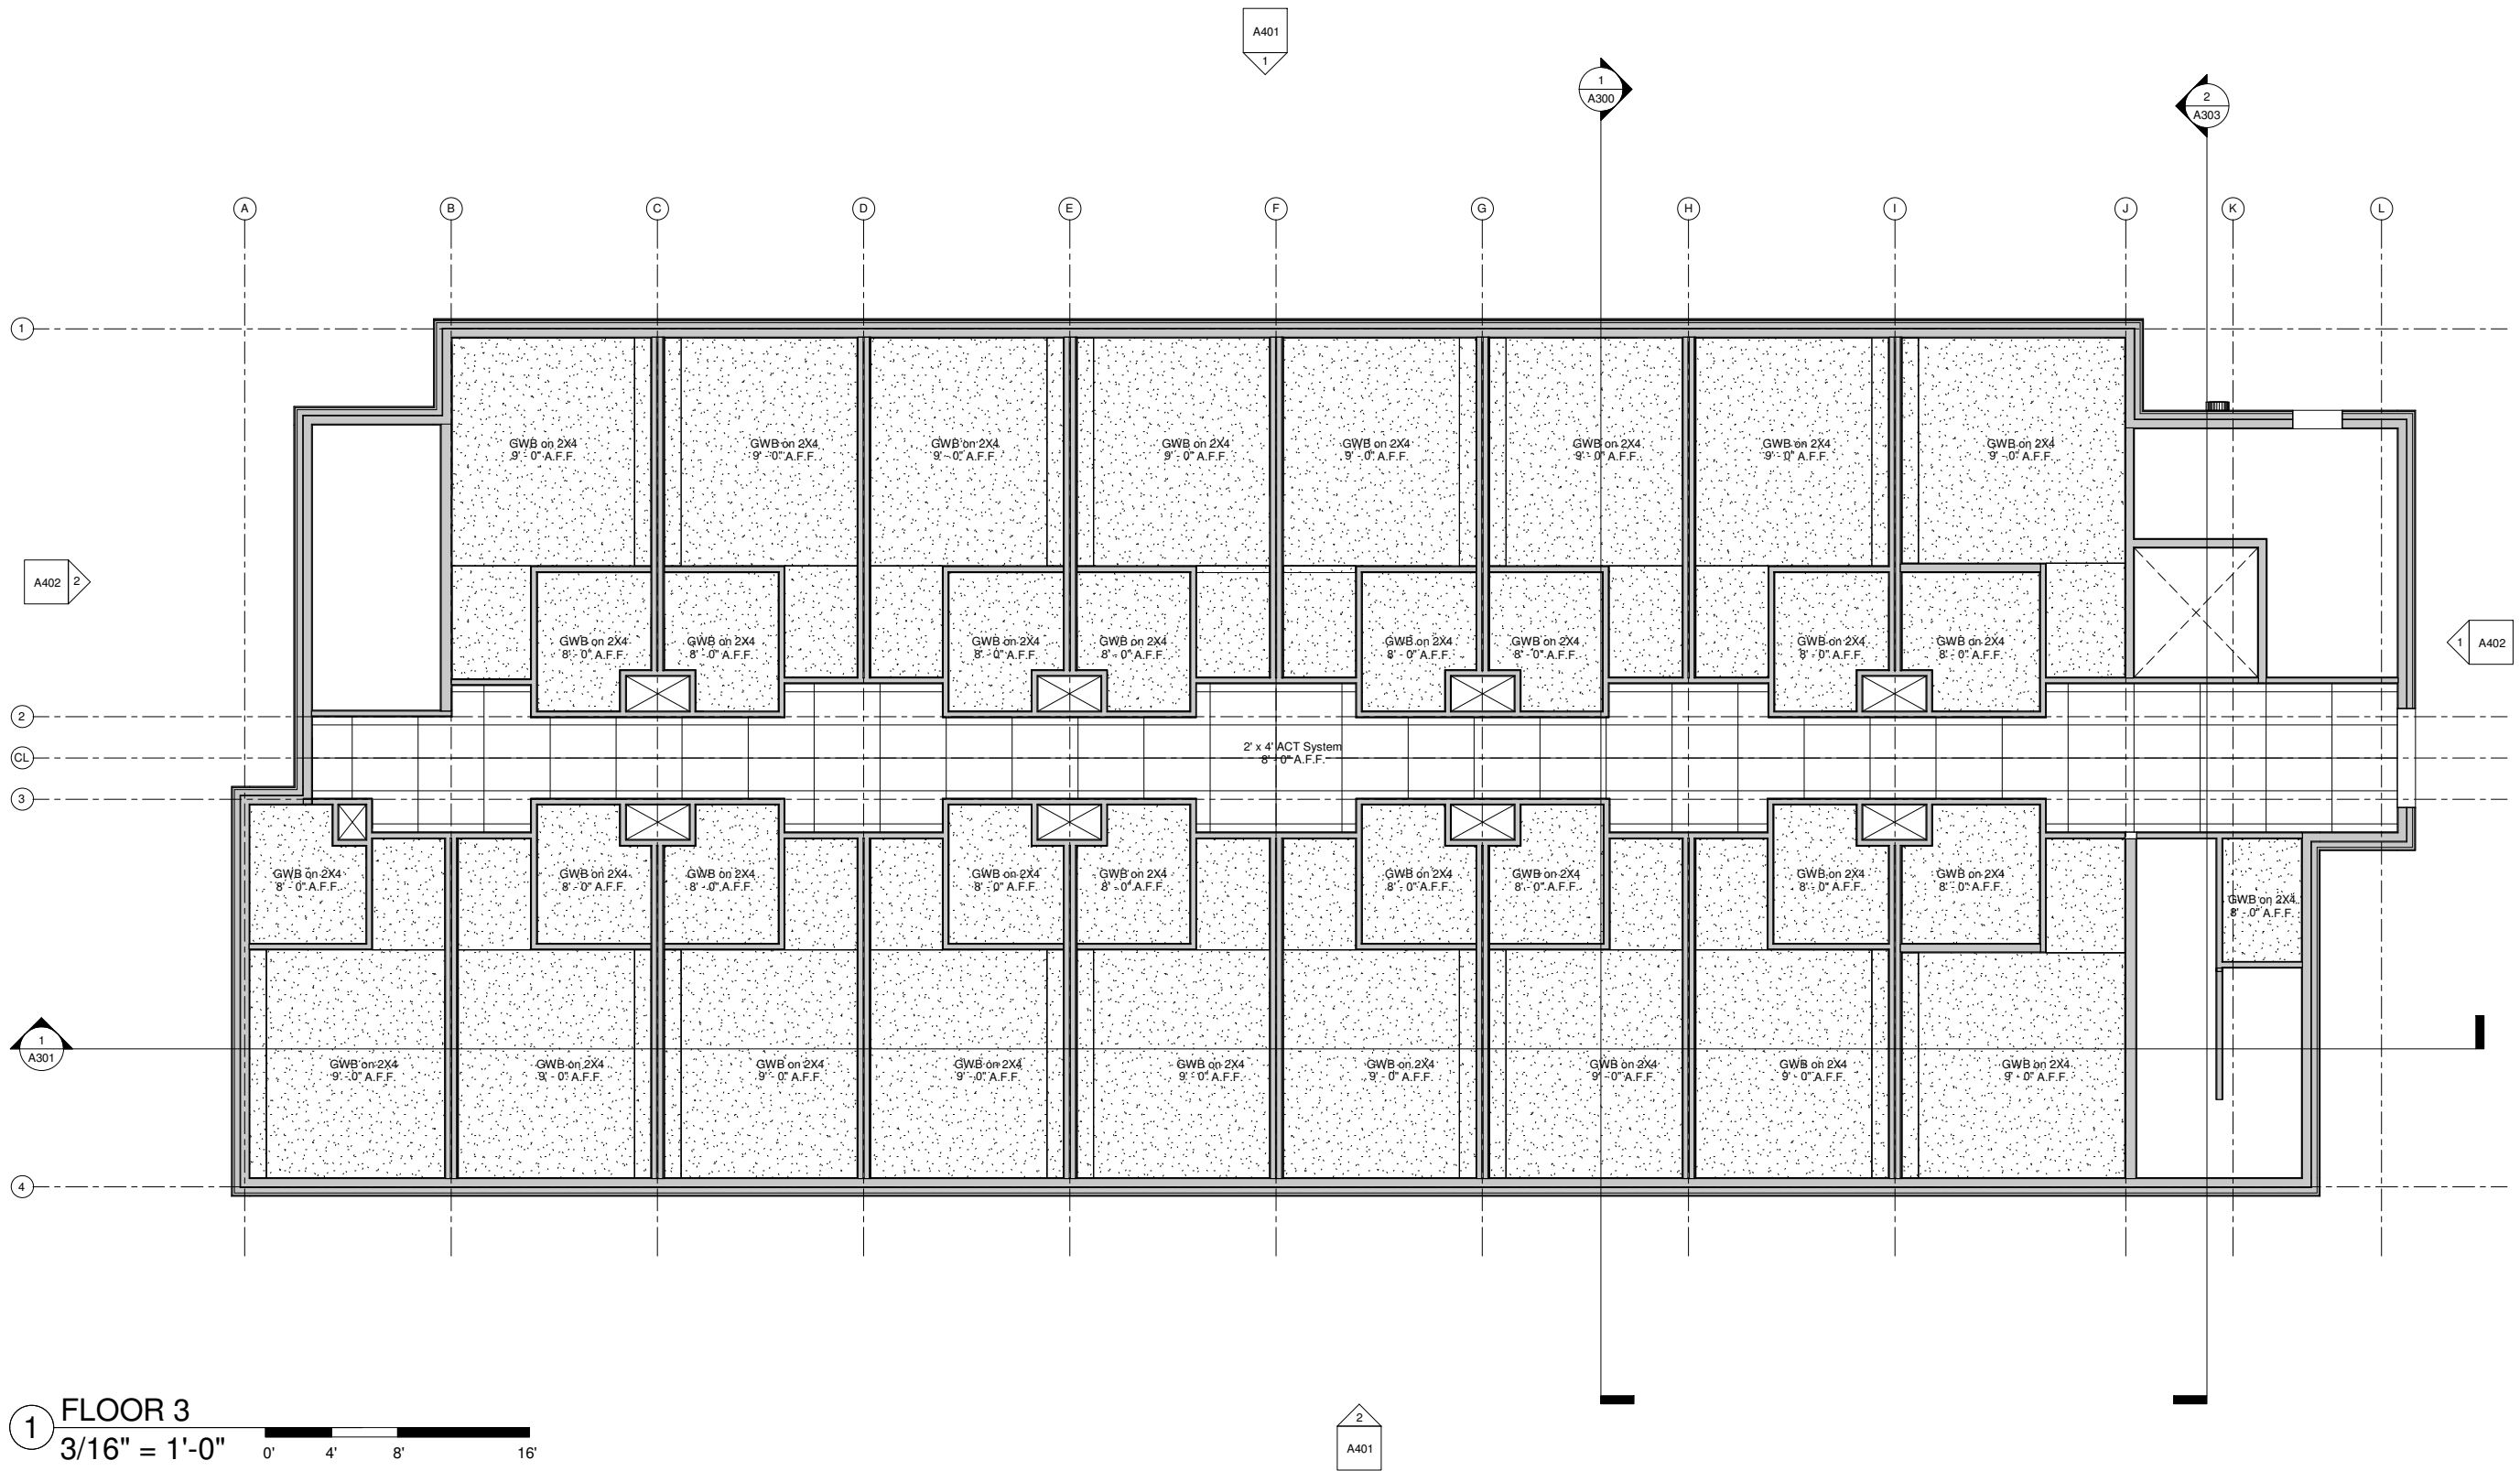 A401
1
1
A300
2
A303
A
B
C
D
E
F
G
H
I
J
K
L
1
GWB on 2X4
9' - 0" A.F.F.
GWB on 2X4
9' - 0" A.F.F.
GWB on 2X4
9' - 0" A.F.F.
GWB on 2X4
9' - 0" A.F.F.
GWB on 2X4
9' - 0" A.F.F.
GWB on 2X4
9' - 0" A.F.F.
GWB on 2X4
9' - 0" A.F.F.
GWB on 2X4
9' - 0" A.F.F.
A402
2
GWB on 2X4
8' - 0" A.F.F.
GWB on 2X4
8' - 0" A.F.F.
GWB on 2X4
8' - 0" A.F.F.
GWB on 2X4
8' - 0" A.F.F.
GWB on 2X4
8' - 0" A.F.F.
GWB on 2X4
8' - 0" A.F.F.
GWB on 2X4
8' - 0" A.F.F.
GWB on 2X4
8' - 0" A.F.F.
1
A402
2
2' x 4' ACT System
8' - 0" A.F.F.
CL
3
GWB on 2X4
8' - 0" A.F.F.
GWB on 2X4
8' - 0" A.F.F.
GWB on 2X4
8' - 0" A.F.F.
GWB on 2X4
8' - 0" A.F.F.
GWB on 2X4
8' - 0" A.F.F.
GWB on 2X4
8' - 0" A.F.F.
GWB on 2X4
8' - 0" A.F.F.
GWB on 2X4
8' - 0" A.F.F.
GWB on 2X4
8' - 0" A.F.F.
GWB on 2X4
8' - 0" A.F.F.
1
A301
GWB on 2X4
9' - 0" A.F.F.
GWB on 2X4
9' - 0" A.F.F.
GWB on 2X4
9' - 0" A.F.F.
GWB on 2X4
9' - 0" A.F.F.
GWB on 2X4
9' - 0" A.F.F.
GWB on 2X4
9' - 0" A.F.F.
GWB on 2X4
9' - 0" A.F.F.
GWB on 2X4
9' - 0" A.F.F.
GWB on 2X4
9' - 0" A.F.F.
4
1
FLOOR 3
3/16" = 1'-0"
0'
4'
8'
16'
2
A401